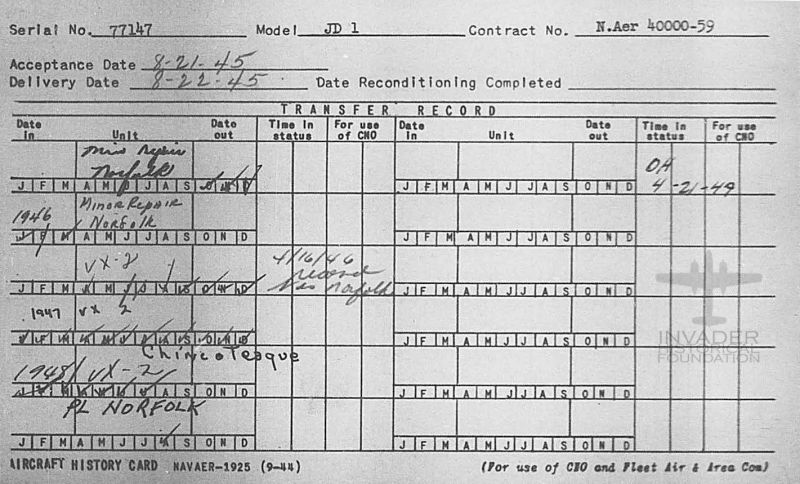 Serial No. 77147 Model JD 1 Contract No. N.Aer 40000-59
Acceptance Date 8-21-45
Delivery Date 8-22-45 Date Reconditioning Completed
TRANSFER RECORD
Date in Unit Date out Time in status For use of CNO Date in Unit Date out Time in status For use of CNO
Norfolk OH
J F M A M J J A S O N D J F M A M J J A S O N D 4-21-49
1946 Minor Repair
Norfolk
J F M A M J J A S O N D J F M A M J J A S O N D
VX-2 4/16/46
Norfolk
J F M A M J J A S O N D J F M A M J J A S O N D
1947 VX 2
J F M A M J J A S O N D J F M A M J J A S O N D
Chincoteague
1948 VX-2
J F M A M J J A S O N D J F M A M J J A S O N D
PL NORFOLK
J F M A M J J A S O N D J F M A M J J A S O N D
INVADER
HISTORICAL
FOUNDATION
AIRCRAFT HISTORY CARD NAVAER-1925 (9-44) (For use of CNO and Fleet Air & Area Com)